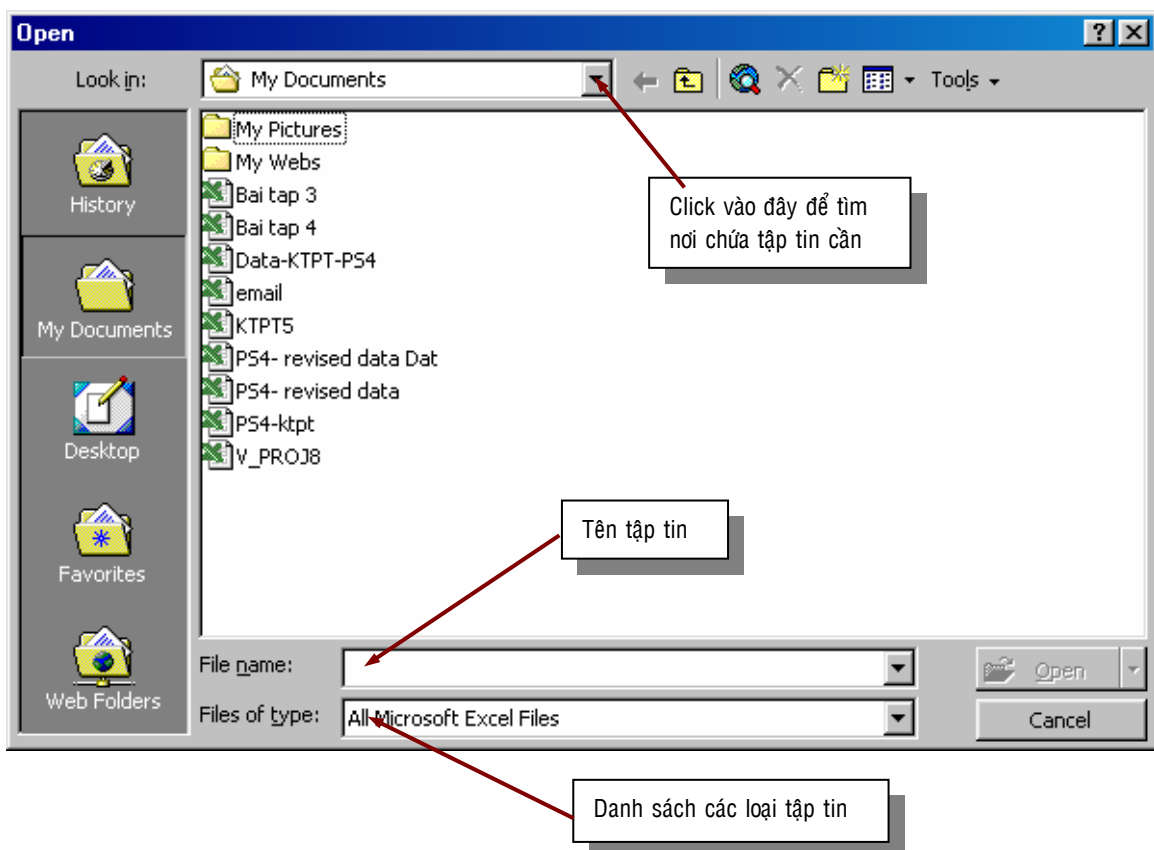 Open
Look in:
My Documents
Tools
History
My Documents
Desktop
Favorites
Web Folders
My Pictures
My Webs
Bai tap 3
Bai tap 4
Data-KTPT-PS4
email
KTPT5
PS4- revised data Dat
PS4- revised data
PS4-ktpt
V_PROJ8
Click vào đây để tìm
nơi chứa tập tin cần
Tên tập tin
File name:
Open
Files of type:
All Microsoft Excel Files
Cancel
Danh sách các loại tập tin